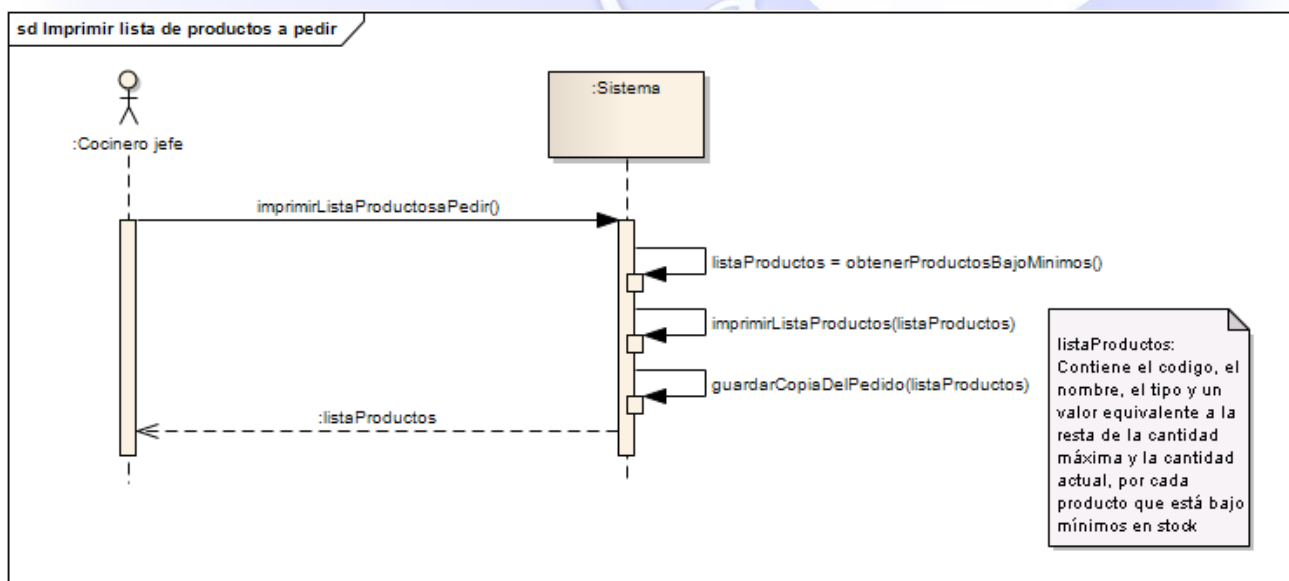 sd Imprimir lista de productos a pedir
:Cocinero jefe
:Sistema
imprimirListaProductosaPedir()
listaProductos = obtenerProductosBajoMinimos()
imprimirListaProductos(listaProductos)
guardarCopiaDelPedido(listaProductos)
:listaProductos
listaProductos:
Contiene el codigo, el
nombre, el tipo y un
valor equivalente a la
resta de la cantidad
máxima y la cantidad
actual, por cada
producto que está bajo
mínimos en stock